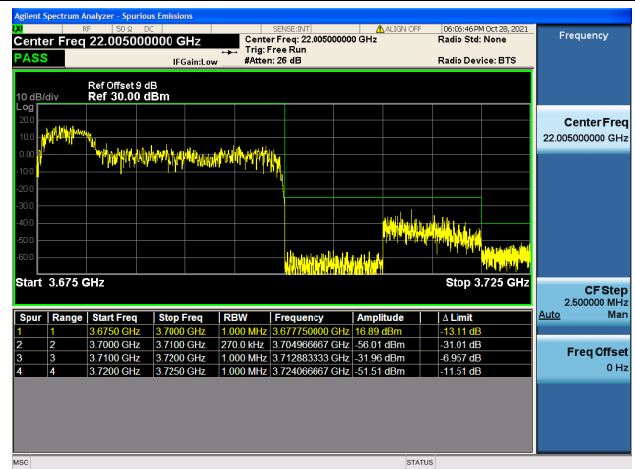 Agilent Spectrum Analyzer - Spurious Emissions
RF 50 Ω DC SENSE:INT ALIGN OFF 06:05:46 PM Oct 28, 2021
Center Freq 22.005000000 GHz
Center Freq: 22.005000000 GHz
Radio Std: None
Trig: Free Run
PASS
IFGain:Low
#Atten: 26 dB
Radio Device: BTS
Ref Offset 9 dB
10 dB/div Ref 30.00 dBm
Log
20.0
10.0
0.00
-10.0
-20.0
-30.0
-40.0
-50.0
-60.0
Start 3.675 GHz Stop 3.725 GHz
Spur Range Start Freq Stop Freq RBW Frequency Amplitude Δ Limit
1 1 3.6750 GHz 3.7000 GHz 1.000 MHz 3.677750000 GHz 16.89 dBm -13.11 dB
2 2 3.7000 GHz 3.7100 GHz 270.0 kHz 3.704966667 GHz -56.01 dBm -31.01 dB
3 3 3.7100 GHz 3.7200 GHz 1.000 MHz 3.712883333 GHz -31.96 dBm -6.957 dB
4 4 3.7200 GHz 3.7250 GHz 1.000 MHz 3.724066667 GHz -51.51 dBm -11.51 dB
Frequency
Center Freq
22.005000000 GHz
CF Step
2.500000 MHz
Auto Man
Freq Offset
0 Hz
MSG STATUS